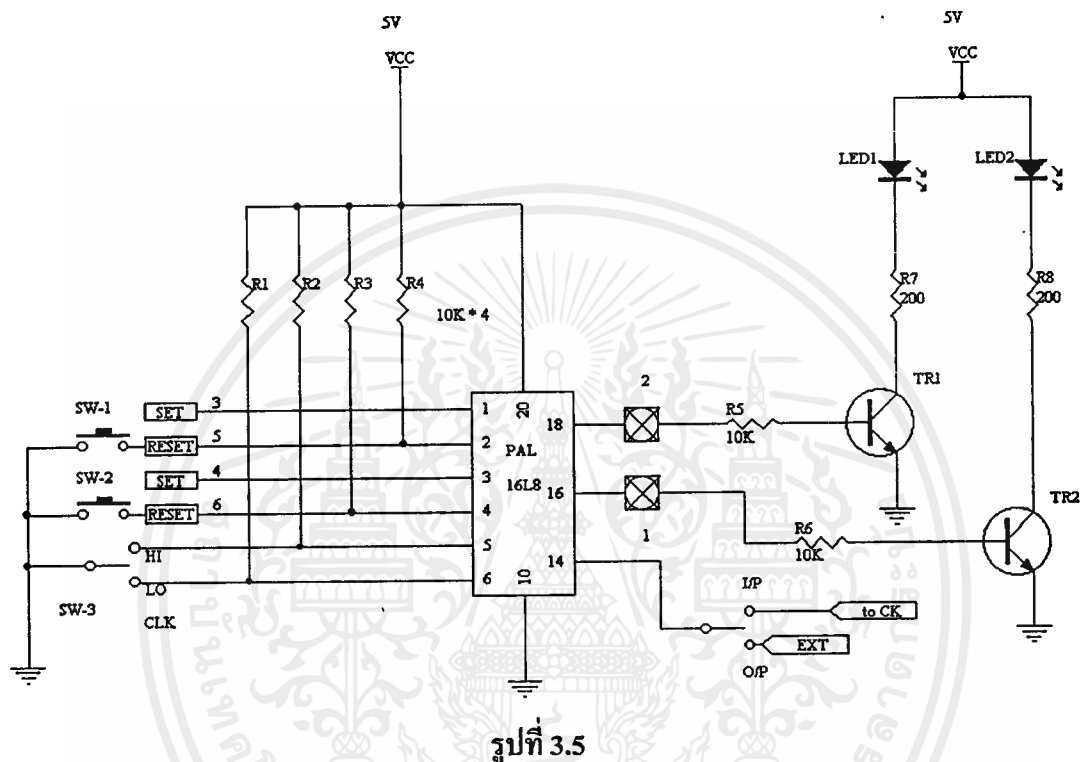 5V
VCC
5V
VCC
LED1
LED2
R1
R2
R3
R4
10K * 4
R7
200
R8
200
TR1
2
R5
10K
SW-1
SET
3
RESET
5
SW-2
SET
4
RESET
6
HI
LO
SW-3
CLK
1
2
3
4
5
6
20
PAL
16L8
10
18
16
14
1
R6
10K
TR2
I/P
to CK
EXT
O/P
รูปที่ 3.5